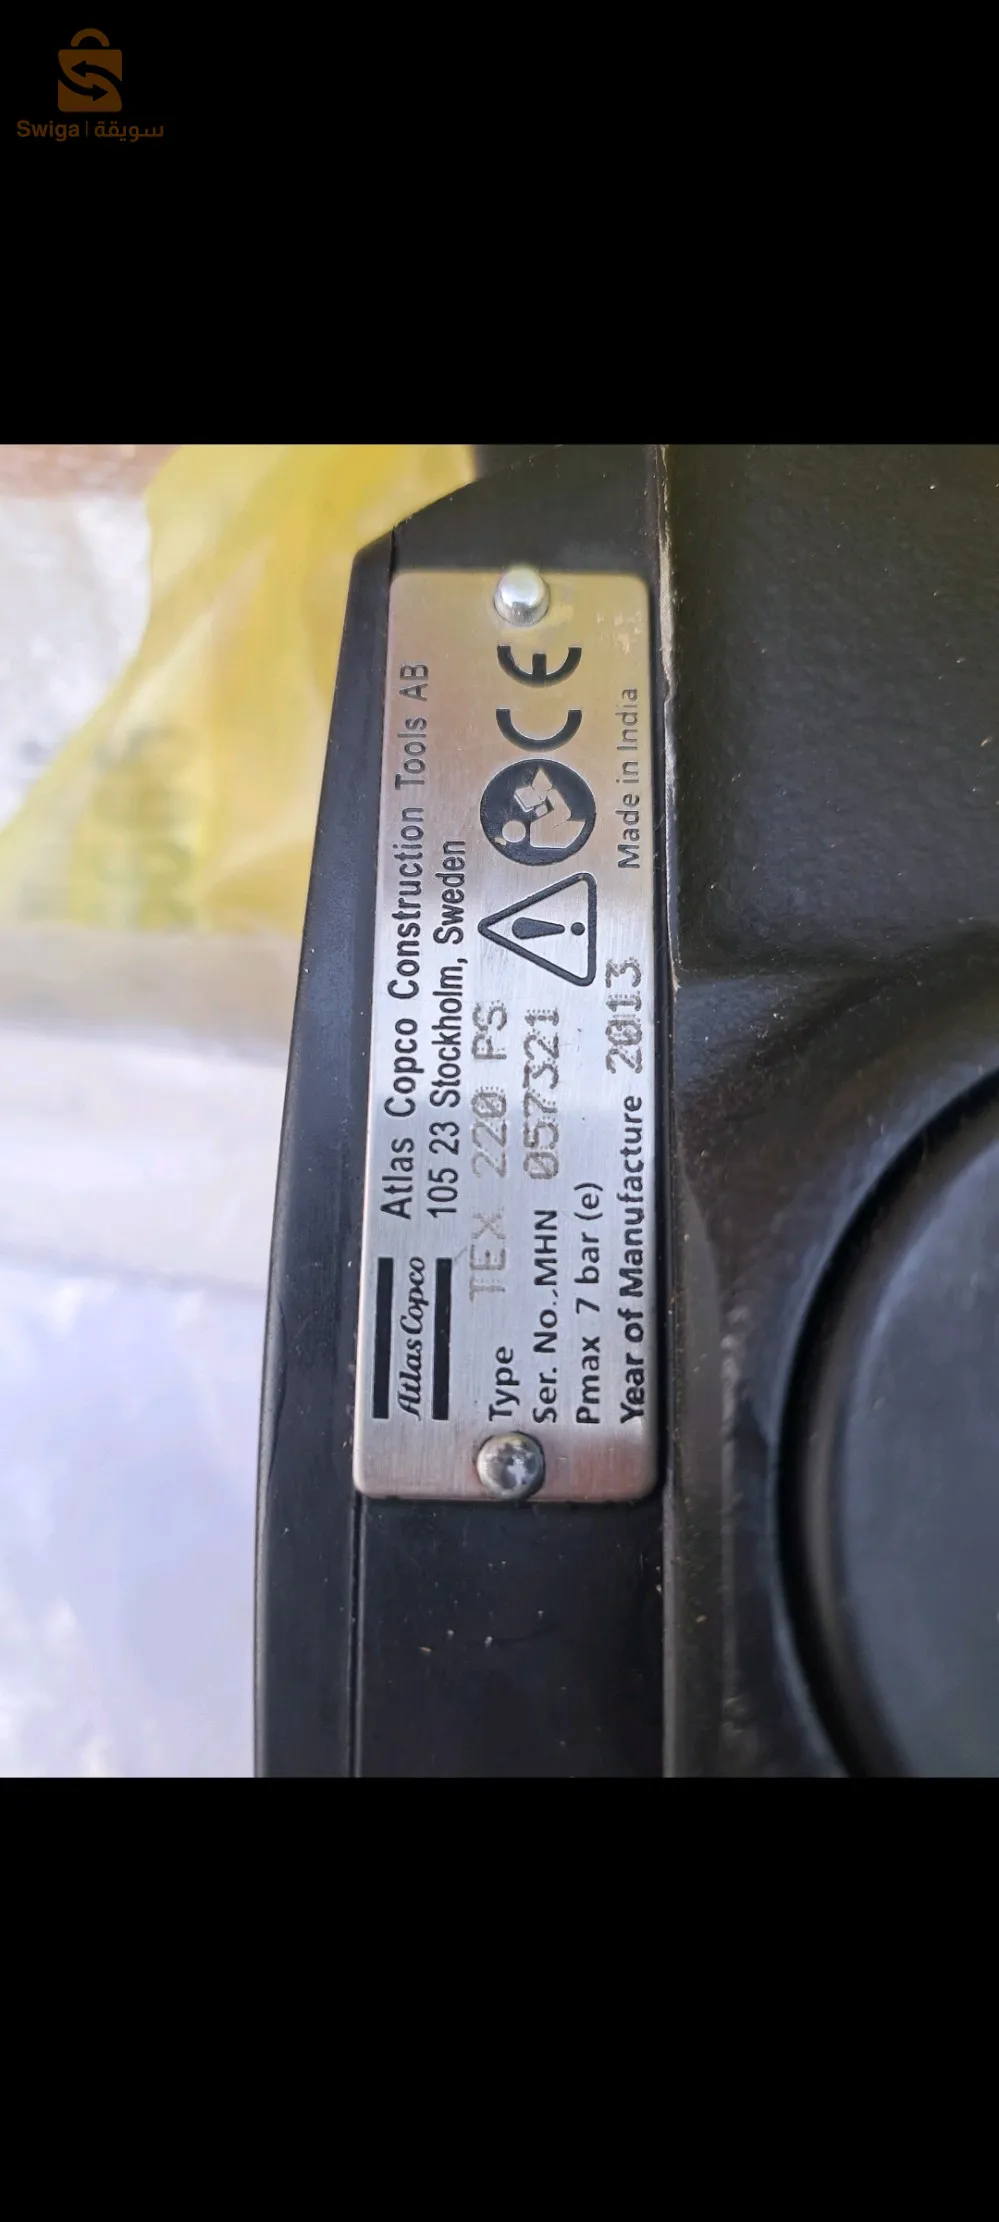 Swiga | سويقة
Atlas Copco
Atlas Copco Construction Tools AB
105 23 Stockholm, Sweden
Type TEX 220 PS
Ser. No. MHN 057321
Pmax 7 bar (e)
Year of Manufacture 2013
Made in India
CE